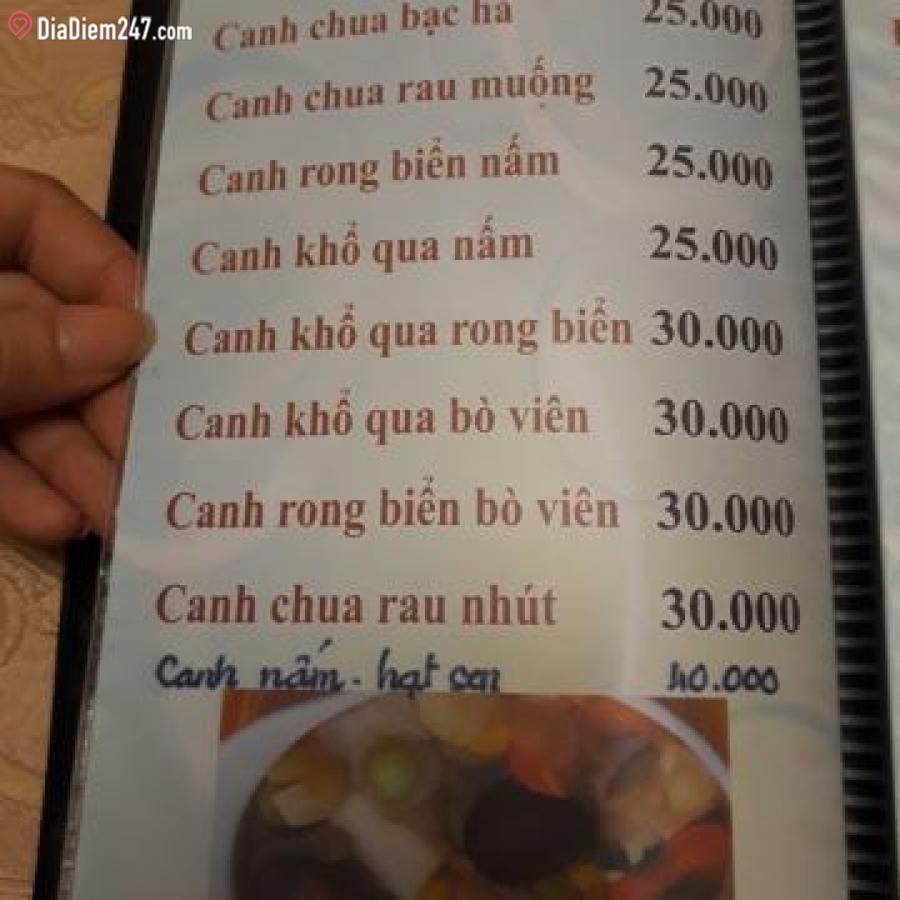 DiaDiem247.com
Canh chua bạc hà 25.000
Canh chua rau muống 25.000
Canh rong biển nấm 25.000
Canh khổ qua nấm 25.000
Canh khổ qua rong biển 30.000
Canh khổ qua bò viên 30.000
Canh rong biển bò viên 30.000
Canh chua rau nhút 30.000
Canh nấm - hạt sen 40.000